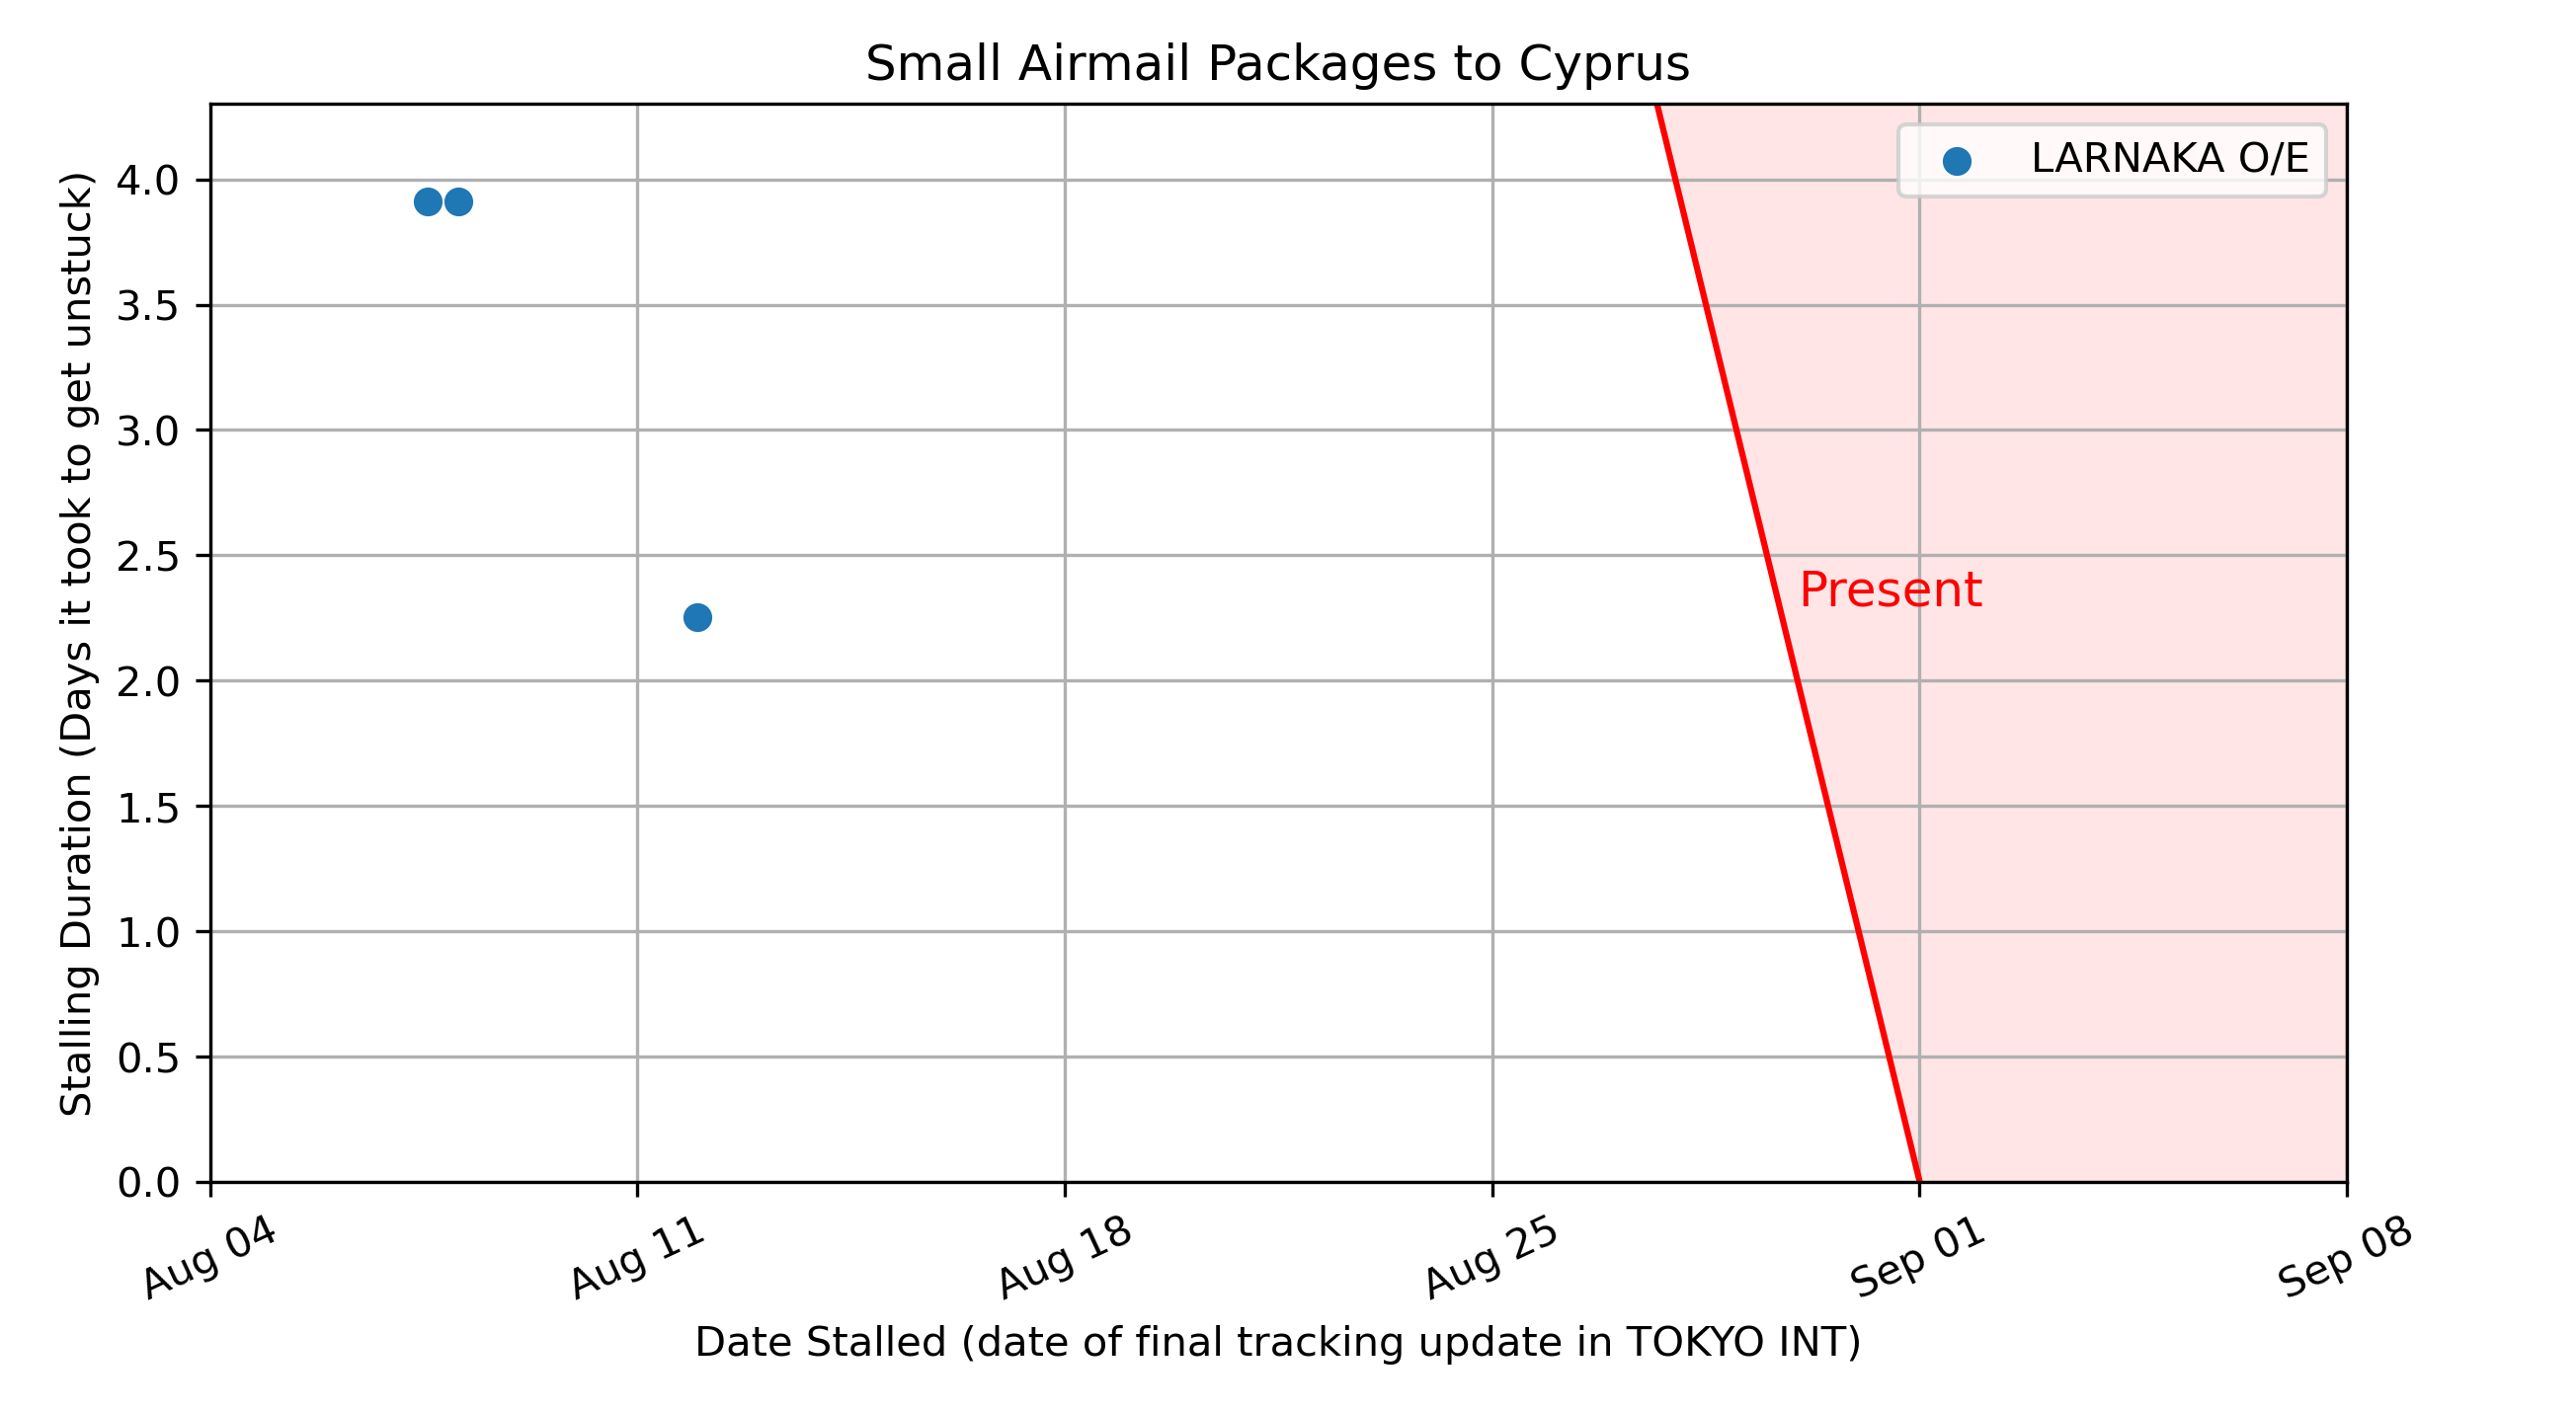 Small Airmail Packages to Cyprus
LARNAKA O/E
Stalling Duration (Days it took to get unstuck)
4.0
3.5
3.0
2.5
2.0
1.5
1.0
0.5
0.0
Present
Aug 04
Aug 11
Aug 18
Aug 25
Sep 01
Sep 08
Date Stalled (date of final tracking update in TOKYO INT)